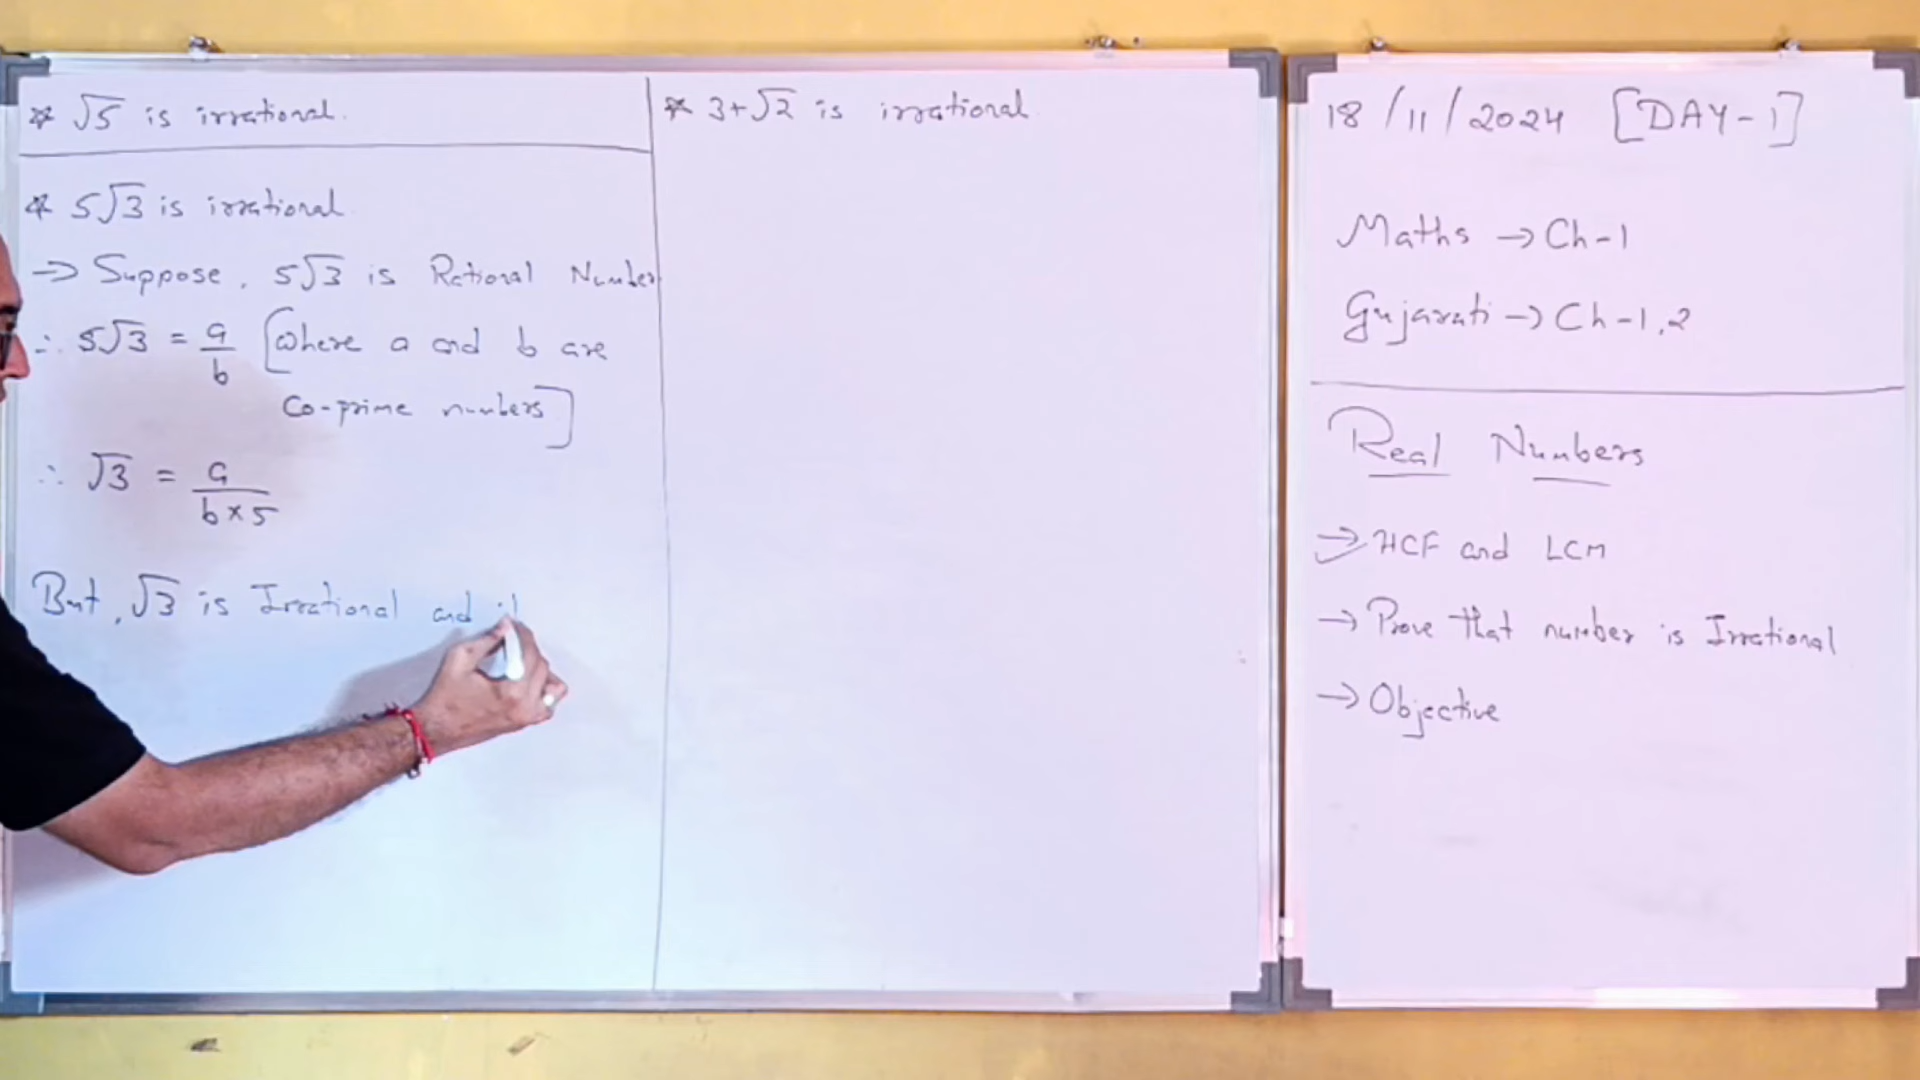 * √5 is irrational.
* 5√3 is irrational.
→ Suppose, 5√3 is Rational Number
∴ 5√3 = a/b [Where a and b are
Co-prime numbers]
∴ √3 = a/(b×5)
But, √3 is Irrational and
* 3+√2 is irrational
18/11/2024 [DAY-1]
Maths → Ch-1
Gujarati → Ch-1,2
Real Numbers
→ HCF and LCM
→ Prove that number is Irrational
→ Objective